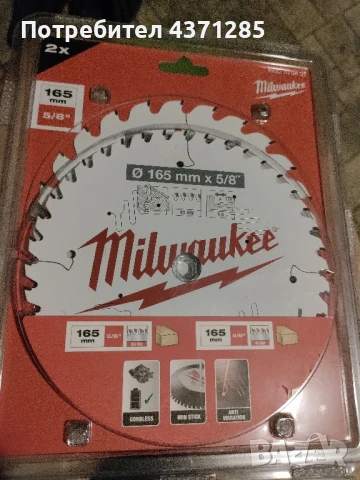 Потребител 4371285
2x
165
mm
5/8"
Milwaukee
Ø 165 mm x 5/8"
Milwaukee
165
mm
5/8"
165
mm
5/8"
CORDLESS
NON STICK
ANTI
VIBRATION